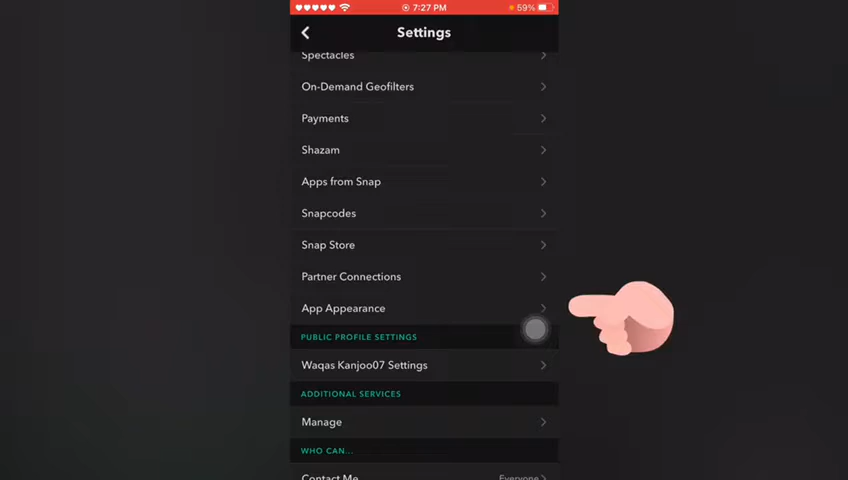 7:27 PM
59%
Settings
Spectacles
On-Demand Geofilters
Payments
Shazam
Apps from Snap
Snapcodes
Snap Store
Partner Connections
App Appearance
PUBLIC PROFILE SETTINGS
Waqas Kanjoo07 Settings
ADDITIONAL SERVICES
Manage
WHO CAN...
Contact Me
Everyone